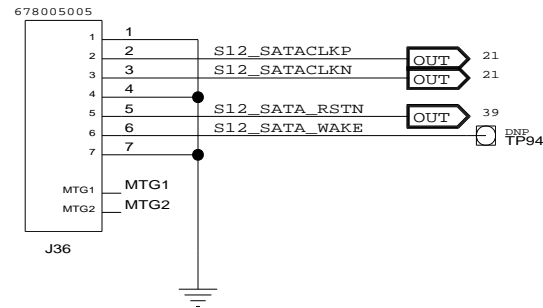 678005005
1 1
2 2 S12_SATACLKP OUT 21
3 3 S12_SATACLKN OUT 21
4 4
5 5 S12_SATA_RSTN OUT 39
6 6 S12_SATA_WAKE DNP
TP94
7 7
MTG1 MTG1
MTG2 MTG2
J36